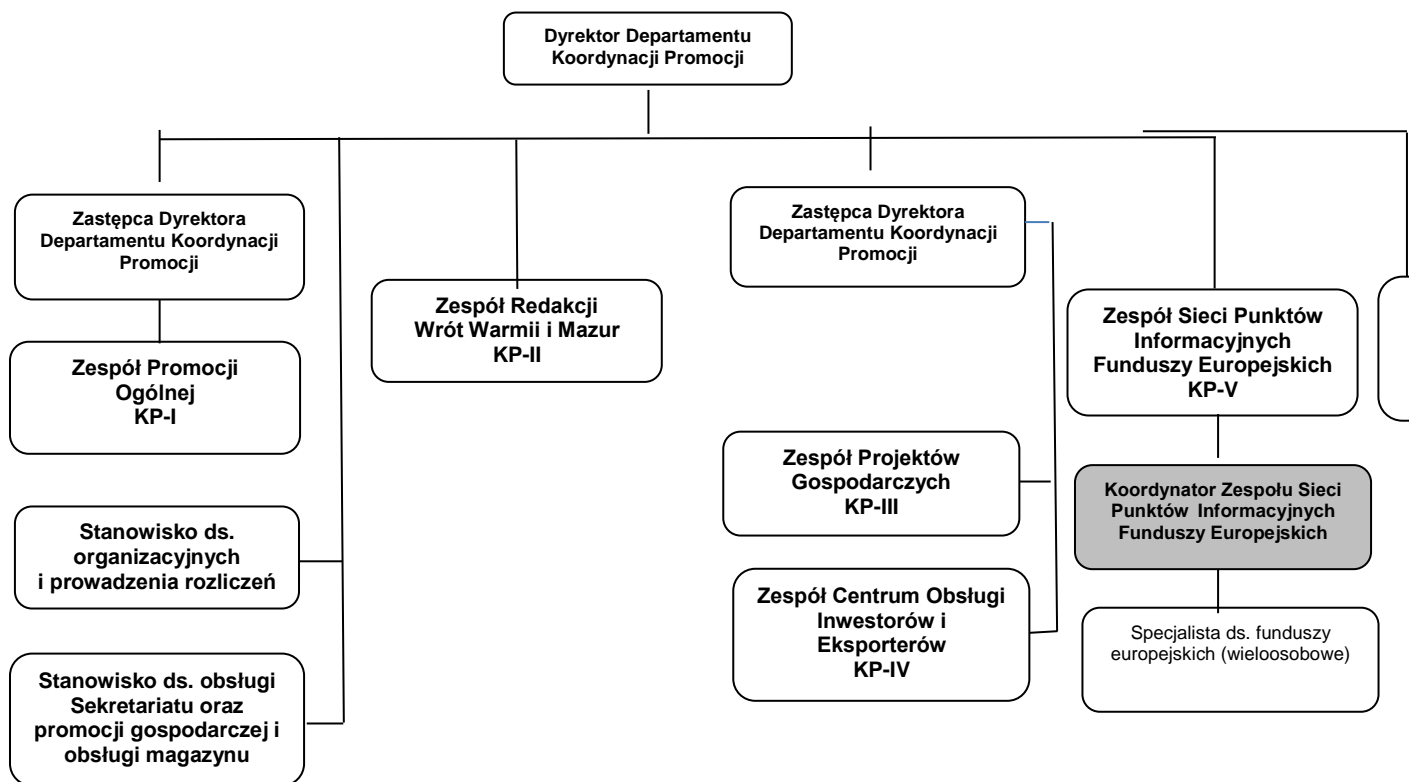 Dyrektor Departamentu
Koordynacji Promocji
Zastępca Dyrektora
Departamentu Koordynacji
Promocji
Zespół Promocji
Ogólnej
KP-I
Stanowisko ds.
organizacyjnych
i prowadzenia rozliczeń
Stanowisko ds. obsługi
Sekretariatu oraz
promocji gospodarczej i
obsługi magazynu
Zespół Redakcji
Wrót Warmii i Mazur
KP-II
Zastępca Dyrektora
Departamentu Koordynacji
Promocji
Zespół Projektów
Gospodarczych
KP-III
Zespół Centrum Obsługi
Inwestorów i
Eksporterów
KP-IV
Zespół Sieci Punktów
Informacyjnych
Funduszy Europejskich
KP-V
Koordynator Zespołu Sieci
Punktów Informacyjnych
Funduszy Europejskich
Specjalista ds. funduszy
europejskich (wieloosobowe)